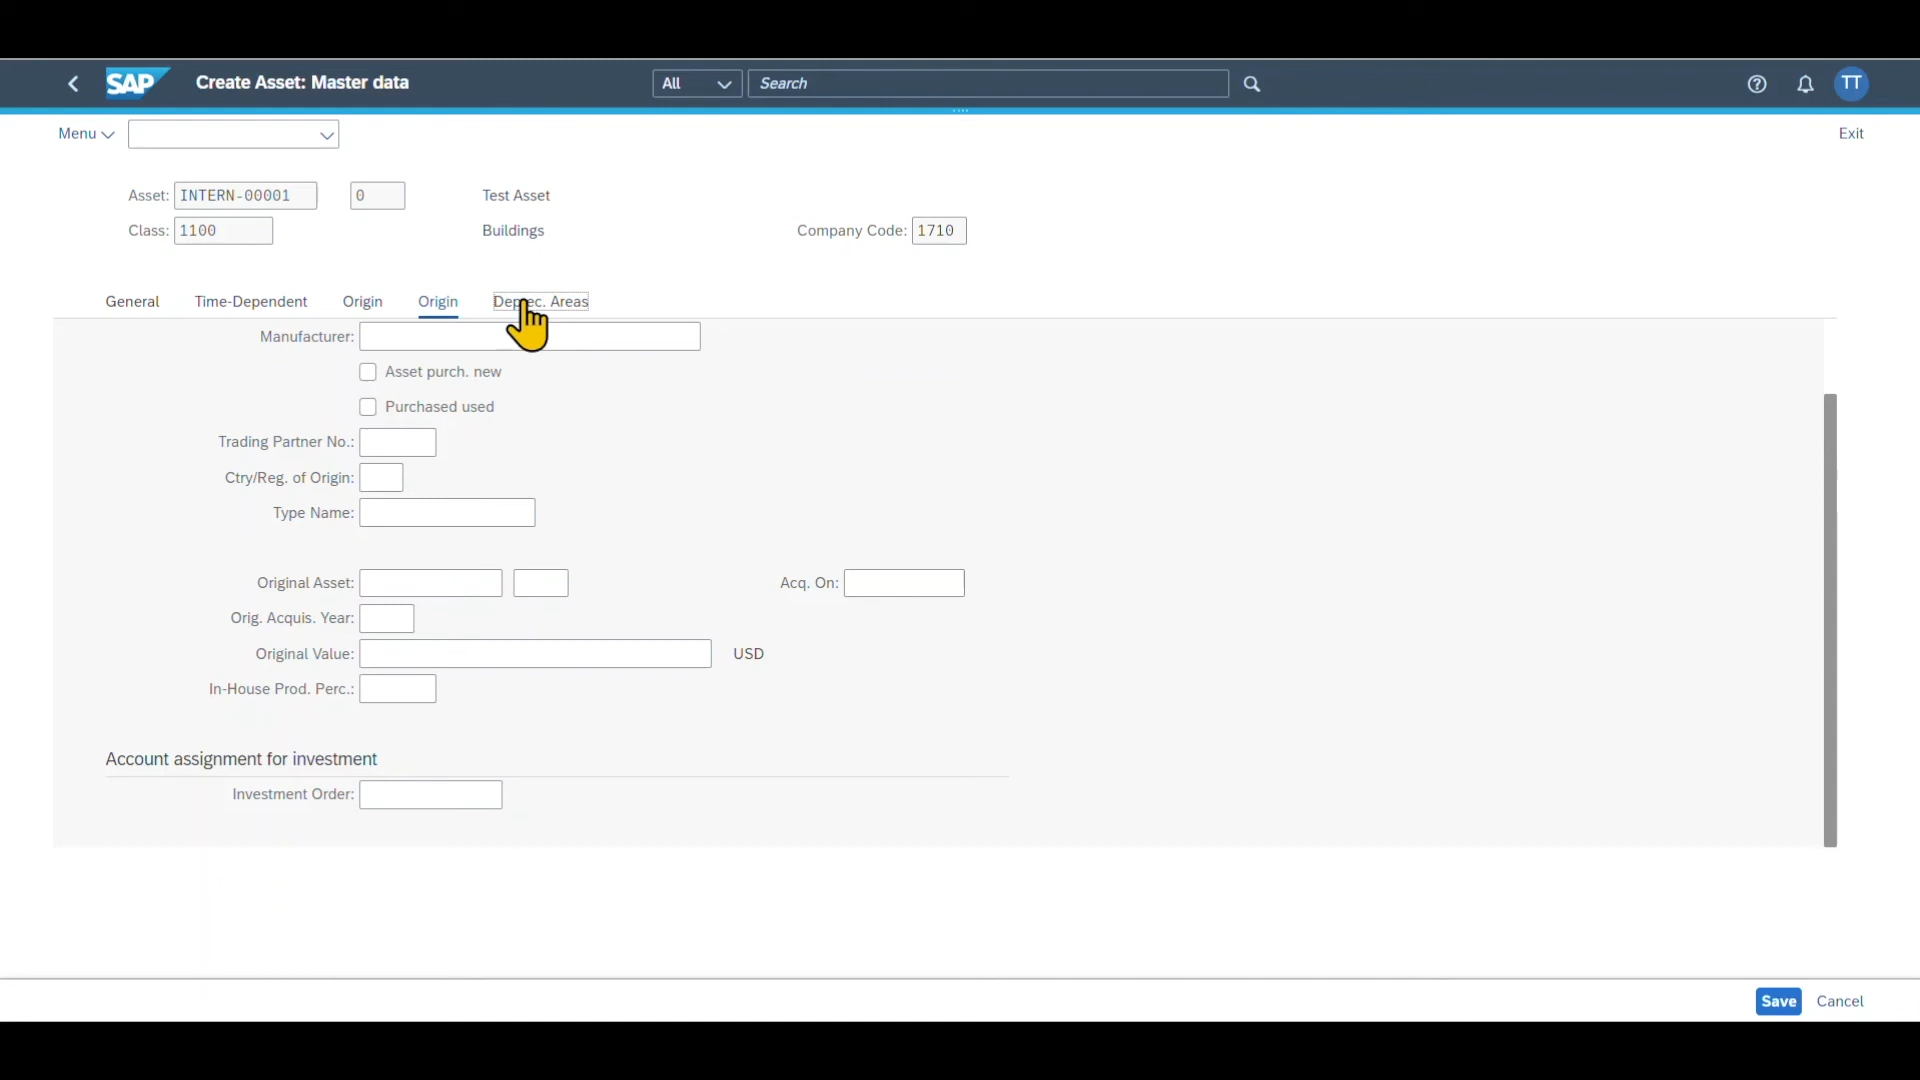 SAP Create Asset: Master data All Search TT
Menu Exit
Asset: INTERN-00001 0 Test Asset
Class: 1100 Buildings Company Code: 1710
General Time-Dependent Origin Origin Deprec. Areas
Manufacturer:
Asset purch. new
Purchased used
Trading Partner No.:
Ctry/Reg. of Origin:
Type Name:
Original Asset: Acq. On:
Orig. Acquis. Year:
Original Value: USD
In-House Prod. Perc.:
Account assignment for investment
Investment Order:
Save Cancel